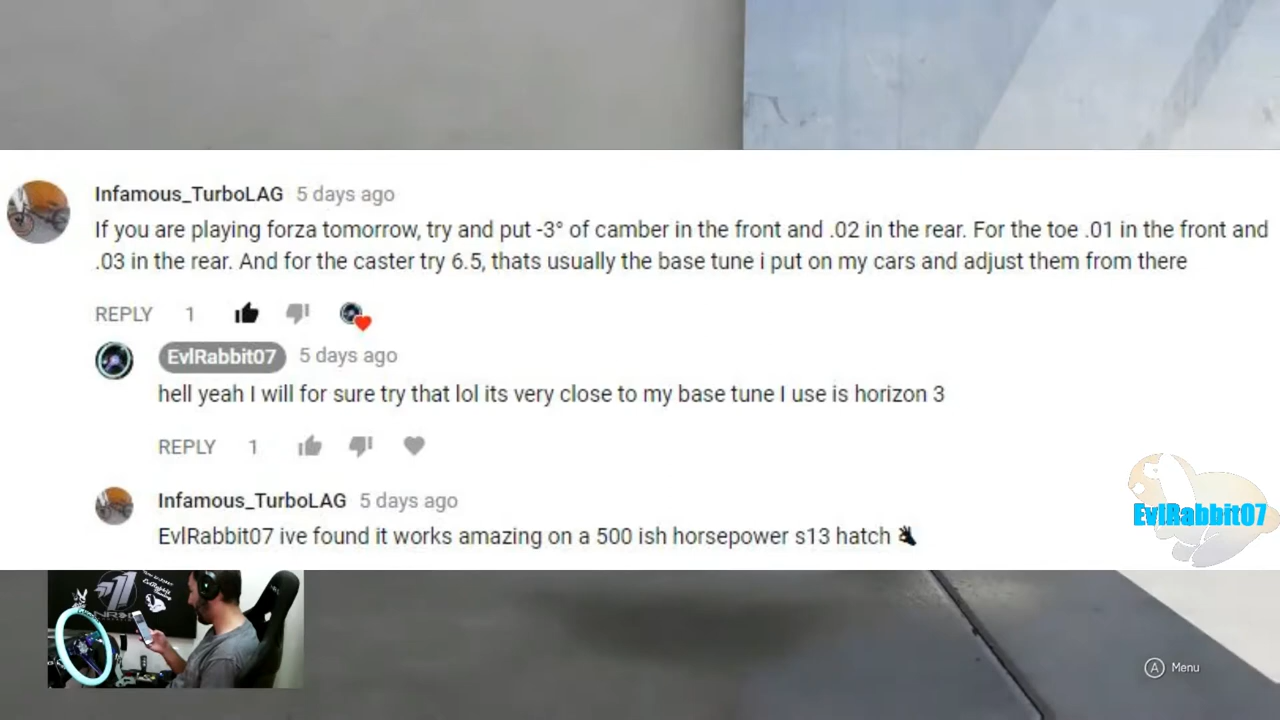 Infamous_TurboLAG 5 days ago
If you are playing forza tomorrow, try and put -3° of camber in the front and .02 in the rear. For the toe .01 in the front and
.03 in the rear. And for the caster try 6.5, thats usually the base tune i put on my cars and adjust them from there
REPLY 1
EvlRabbit07 5 days ago
hell yeah I will for sure try that lol its very close to my base tune I use is horizon 3
REPLY 1
Infamous_TurboLAG 5 days ago
EvlRabbit07 ive found it works amazing on a 500 ish horsepower s13 hatch
EvlRabbit07
A Menu